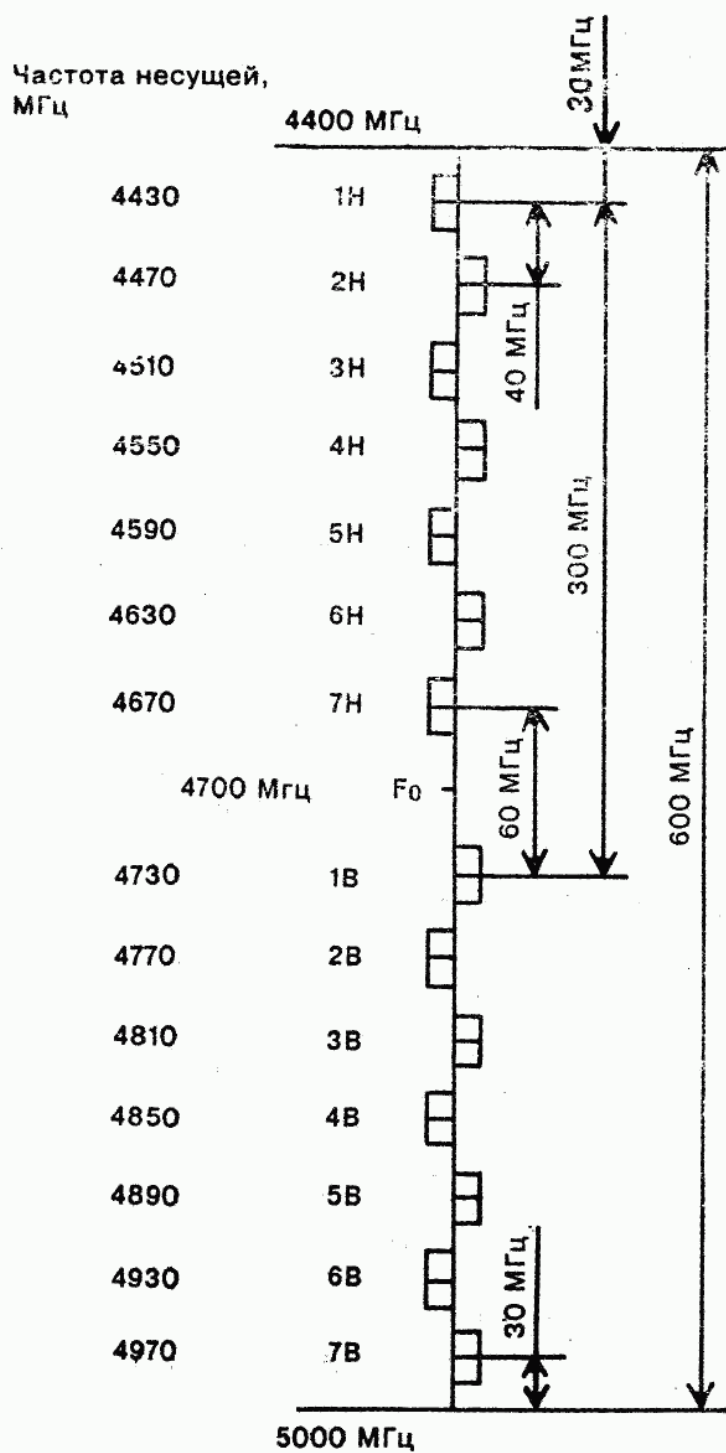 Частота несущей,
МГц
4400 МГц
30 МГц
4430 1Н
4470 2Н
40 МГц
4510 3Н
4550 4Н
300 МГц
4590 5Н
4630 6Н
4670 7Н
60 МГц
600 МГц
4700 Мгц F0
4730 1В
4770 2В
4810 3В
4850 4В
4890 5В
30 МГц
4930 6В
4970 7В
5000 МГц